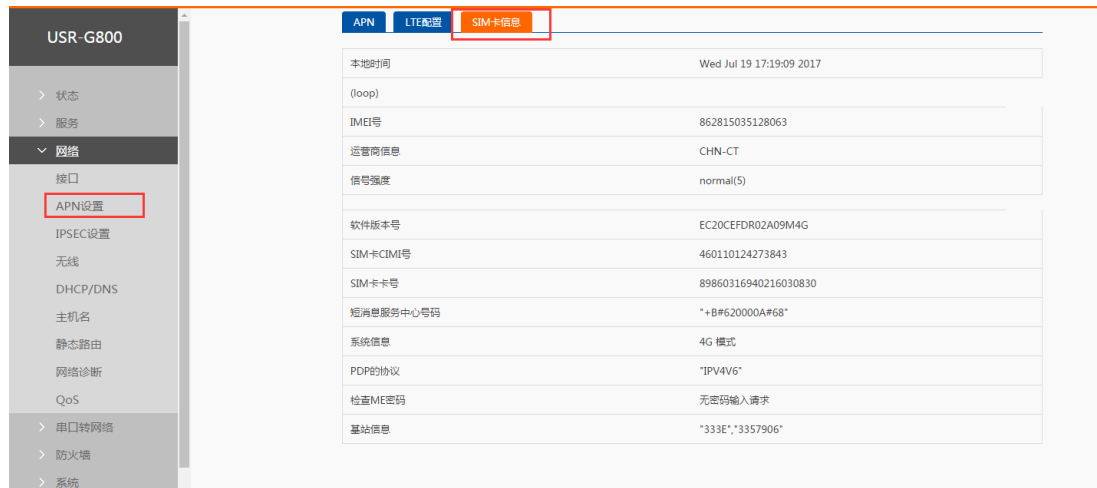 USR-G800
状态
服务
网络
接口
APN设置
IPSEC设置
无线
DHCP/DNS
主机名
静态路由
网络诊断
QoS
串口转网络
防火墙
系统
APN LTE配置 SIM卡信息
本地时间 Wed Jul 19 17:19:09 2017
(loop)
IMEI号 862815035128063
运营商信息 CHN-CT
信号强度 normal(5)
软件版本号 EC20CEFDR02A09M4G
SIM卡CIMI号 460110124273843
SIM卡卡号 89860316940216030830
短消息服务中心号码 "+B#620000A#68"
系统信息 4G 模式
PDP的协议 "IPV4V6"
检查ME密码 无密码输入请求
基站信息 "333E","3357906"